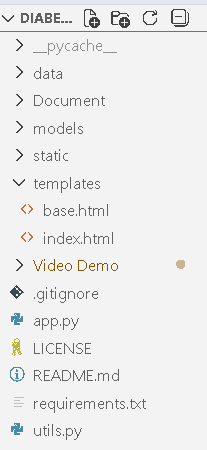 DIABE...
__pycache__
data
Document
models
static
templates
base.html
index.html
Video Demo
.gitignore
app.py
LICENSE
README.md
requirements.txt
utils.py